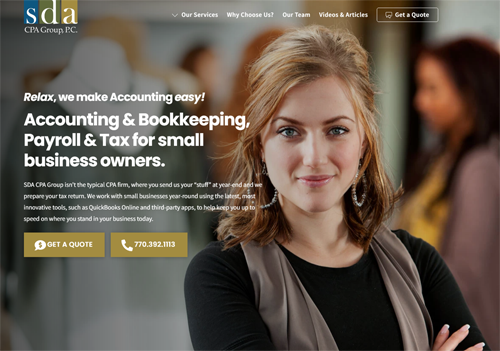 sda
CPA Group, P.C.
Our Services Why Choose Us? Our Team Videos & Articles Get a Quote
Relax, we make Accounting easy!
Accounting & Bookkeeping,
Payroll & Tax for small
business owners.
SDA CPA Group isn't the typical CPA firm, where you send us your "stuff" at year-end and we
prepare your tax return. We work with small businesses year-round using the latest, most
innovative tools, such as QuickBooks Online and third-party apps, to help keep you up to
speed on where you stand in your business today.
GET A QUOTE 770.392.1113